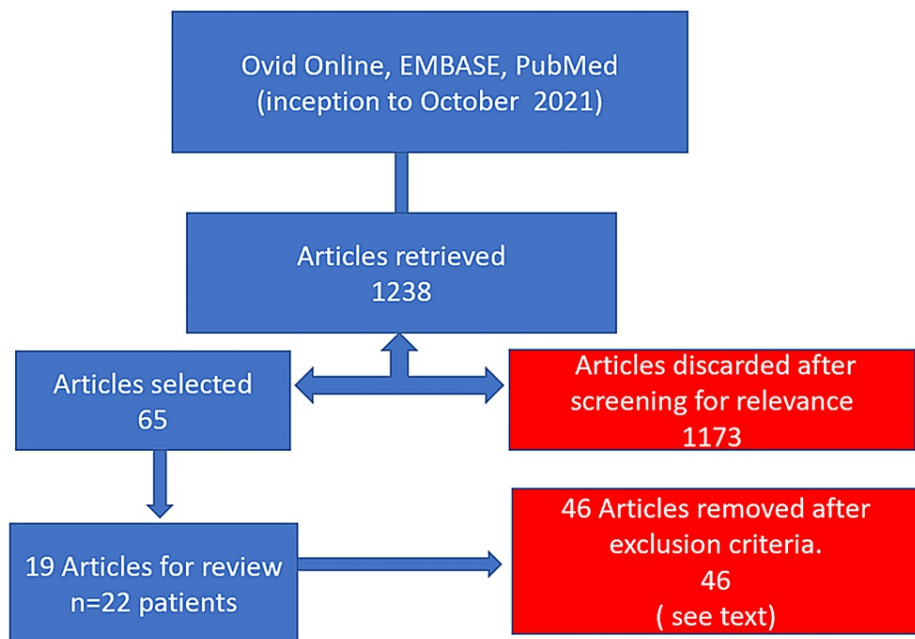 Ovid Online, EMBASE, PubMed
(inception to October 2021)
Articles retrieved
1238
Articles selected
65
Articles discarded after
screening for relevance
1173
19 Articles for review
n=22 patients
46 Articles removed after
exclusion criteria.
46
( see text)